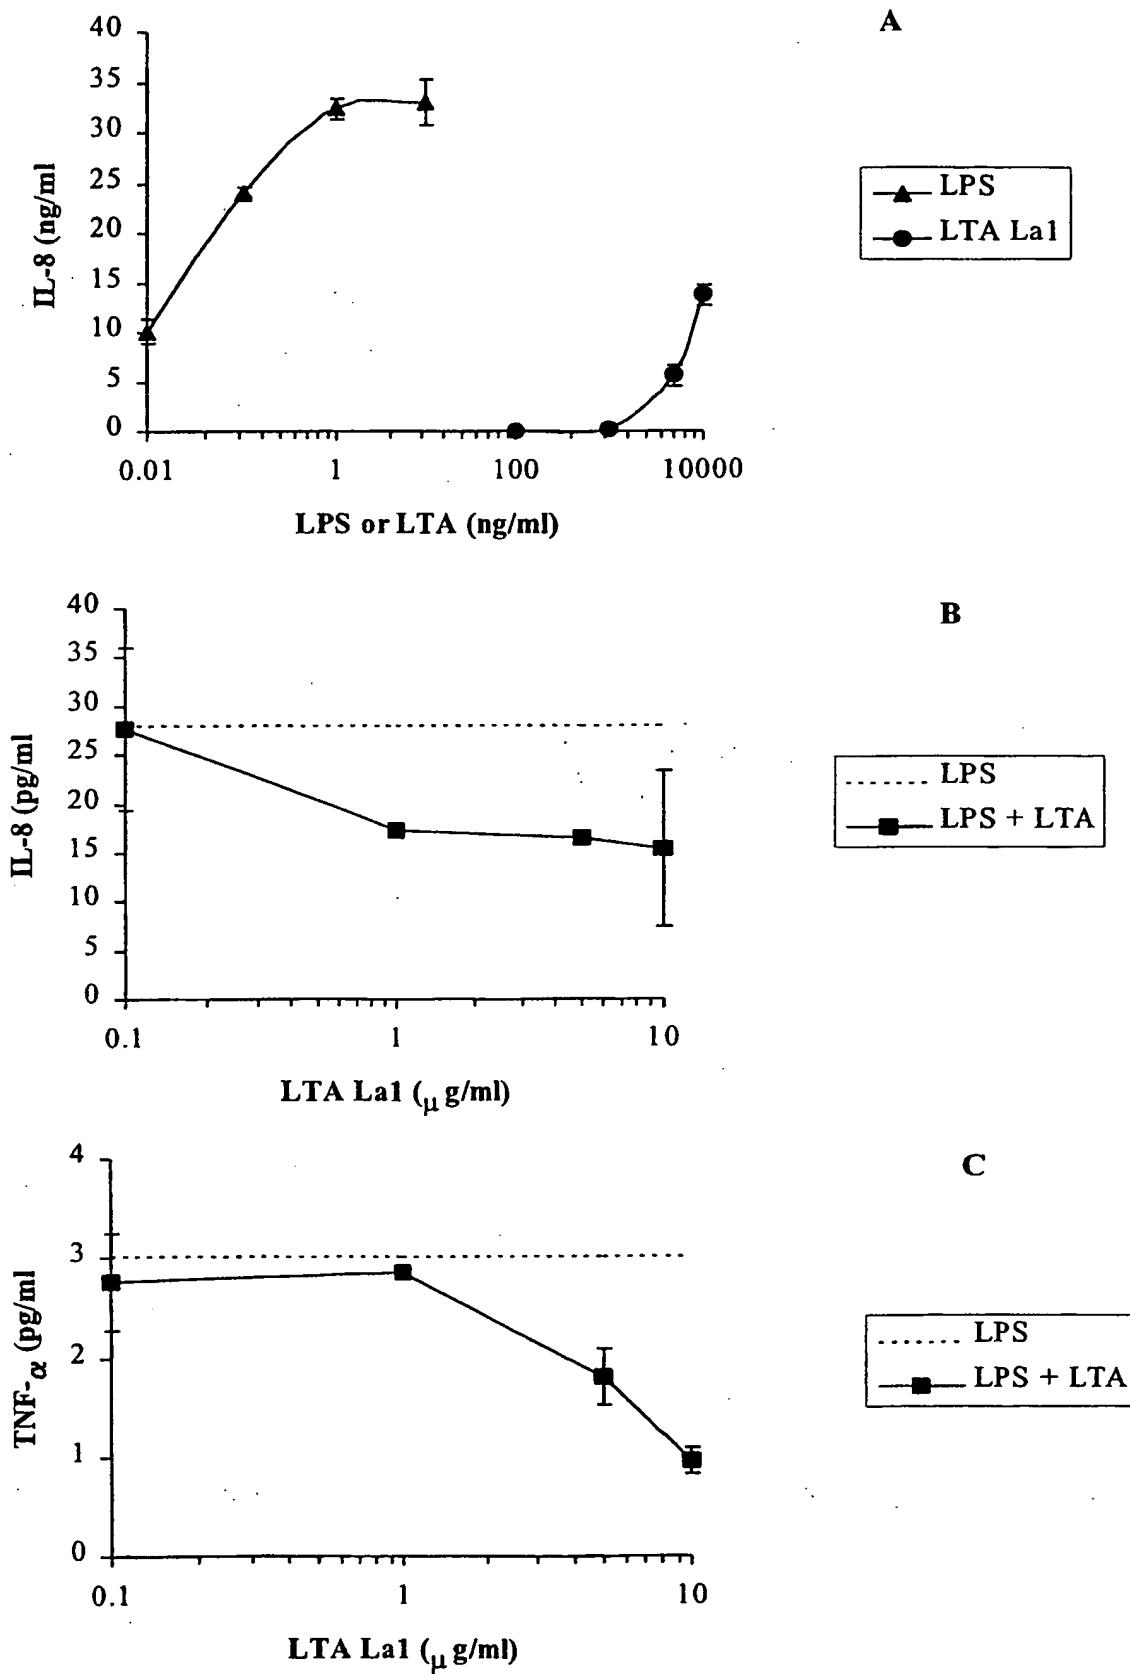 A
40
35
30
25
20
15
10
5
0
IL-8 (ng/ml)
0.01 1 100 10000
LPS or LTA (ng/ml)
LPS
LTA La1
B
40
35
30
25
20
15
10
5
0
IL-8 (pg/ml)
0.1 1 10
LTA La1 (μ g/ml)
LPS
LPS + LTA
C
4
3
2
1
0
TNF-α (pg/ml)
0.1 1 10
LTA La1 (μ g/ml)
LPS
LPS + LTA